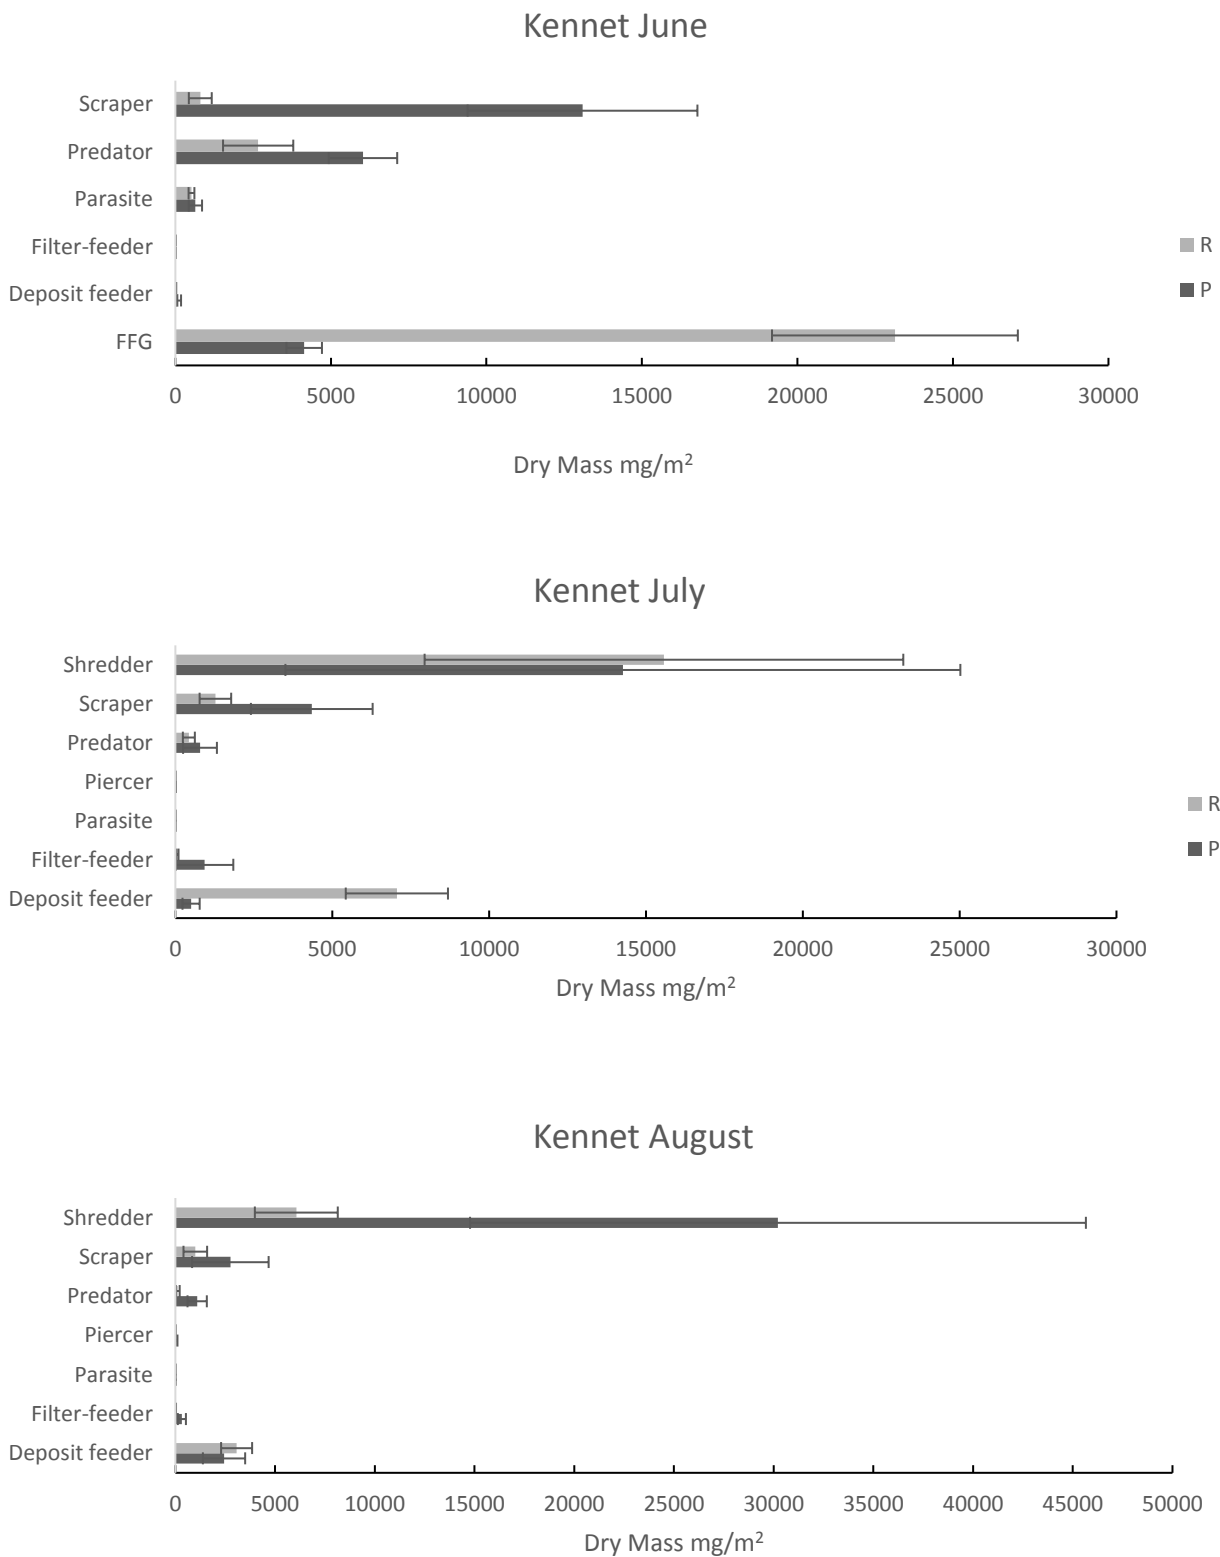 Kennet June
Scraper
Predator
Parasite
Filter-feeder
Deposit feeder
FFG
0 5000 10000 15000 20000 25000 30000
Dry Mass mg/m²
R
P
Kennet July
Shredder
Scraper
Predator
Piercer
Parasite
Filter-feeder
Deposit feeder
0 5000 10000 15000 20000 25000 30000
Dry Mass mg/m²
R
P
Kennet August
Shredder
Scraper
Predator
Piercer
Parasite
Filter-feeder
Deposit feeder
0 5000 10000 15000 20000 25000 30000 35000 40000 45000 50000
Dry Mass mg/m²